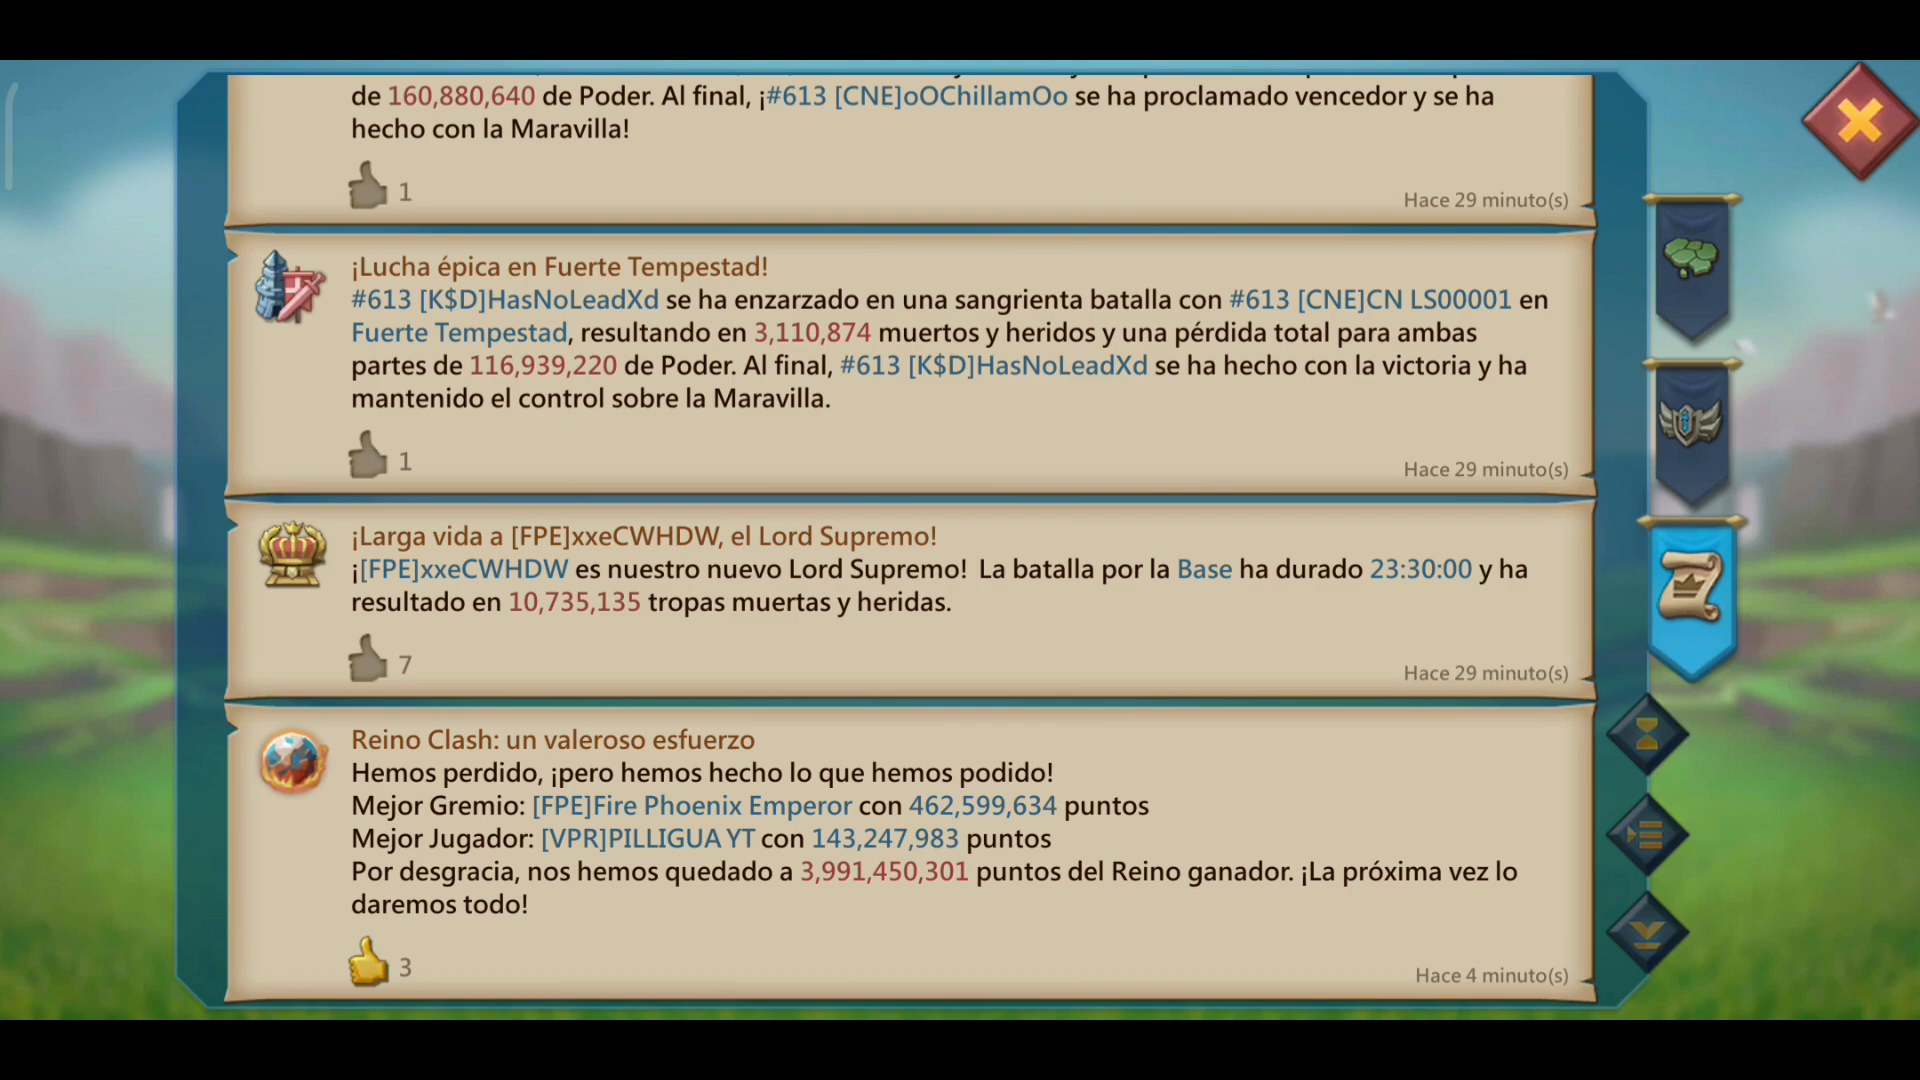 de 160,880,640 de Poder. Al final, ¡#613 [CNE]oOChillamOo se ha proclamado vencedor y se ha
hecho con la Maravilla!
1
Hace 29 minuto(s)
¡Lucha épica en Fuerte Tempestad!
#613 [K$D]HasNoLeadXd se ha enzarzado en una sangrienta batalla con #613 [CNE]CN LS00001 en
Fuerte Tempestad, resultando en 3,110,874 muertos y heridos y una pérdida total para ambas
partes de 116,939,220 de Poder. Al final, #613 [K$D]HasNoLeadXd se ha hecho con la victoria y ha
mantenido el control sobre la Maravilla.
1
Hace 29 minuto(s)
¡Larga vida a [FPE]xxeCWHDW, el Lord Supremo!
¡[FPE]xxeCWHDW es nuestro nuevo Lord Supremo! La batalla por la Base ha durado 23:30:00 y ha
resultado en 10,735,135 tropas muertas y heridas.
7
Hace 29 minuto(s)
Reino Clash: un valeroso esfuerzo
Hemos perdido, ¡pero hemos hecho lo que hemos podido!
Mejor Gremio: [FPE]Fire Phoenix Emperor con 462,599,634 puntos
Mejor Jugador: [VPR]PILLIGUA YT con 143,247,983 puntos
Por desgracia, nos hemos quedado a 3,991,450,301 puntos del Reino ganador. ¡La próxima vez lo
daremos todo!
3
Hace 4 minuto(s)